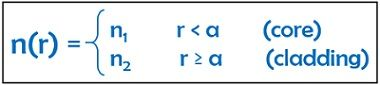 n(r) = { n₁ r < a (core)
n₂ r ≥ a (cladding)